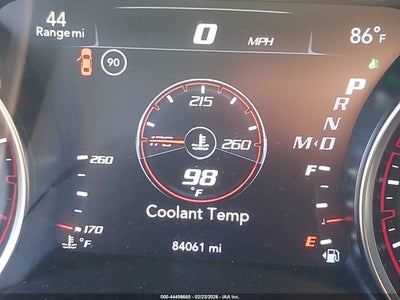 44
Range mi
0 MPH
86°F
90
215
170 260
98
°F
Coolant Temp
84061 mi
260
170
°F
P
R
N
M◁D
F
E
000-44458665 - (02/23/2026 - IAA Inc.